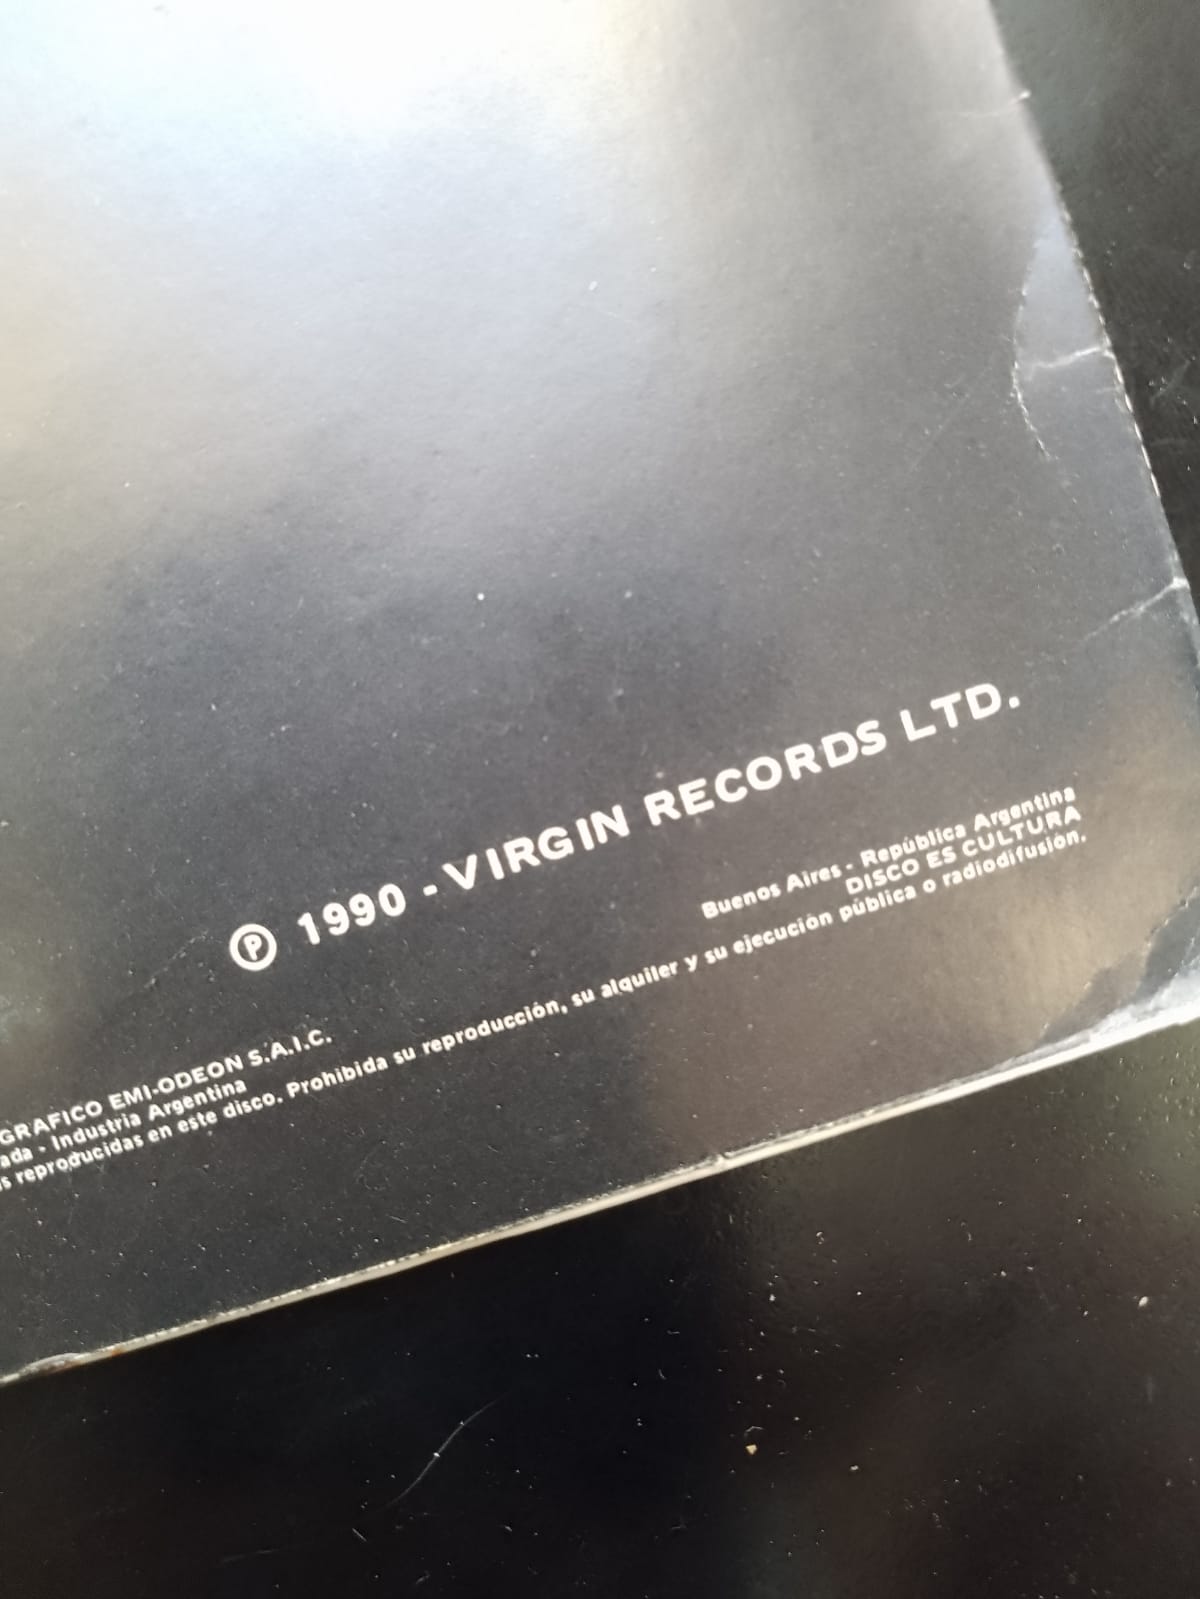 Ⓟ 1990 - VIRGIN RECORDS LTD.
GRAFICO EMI-ODEON S.A.I.C.
Industria Argentina
reproducidas en este disco. Prohibida su reproducción, su alquiler y su ejecución pública o radiodifusión.
Buenos Aires - República Argentina
DISCO ES CULTURA